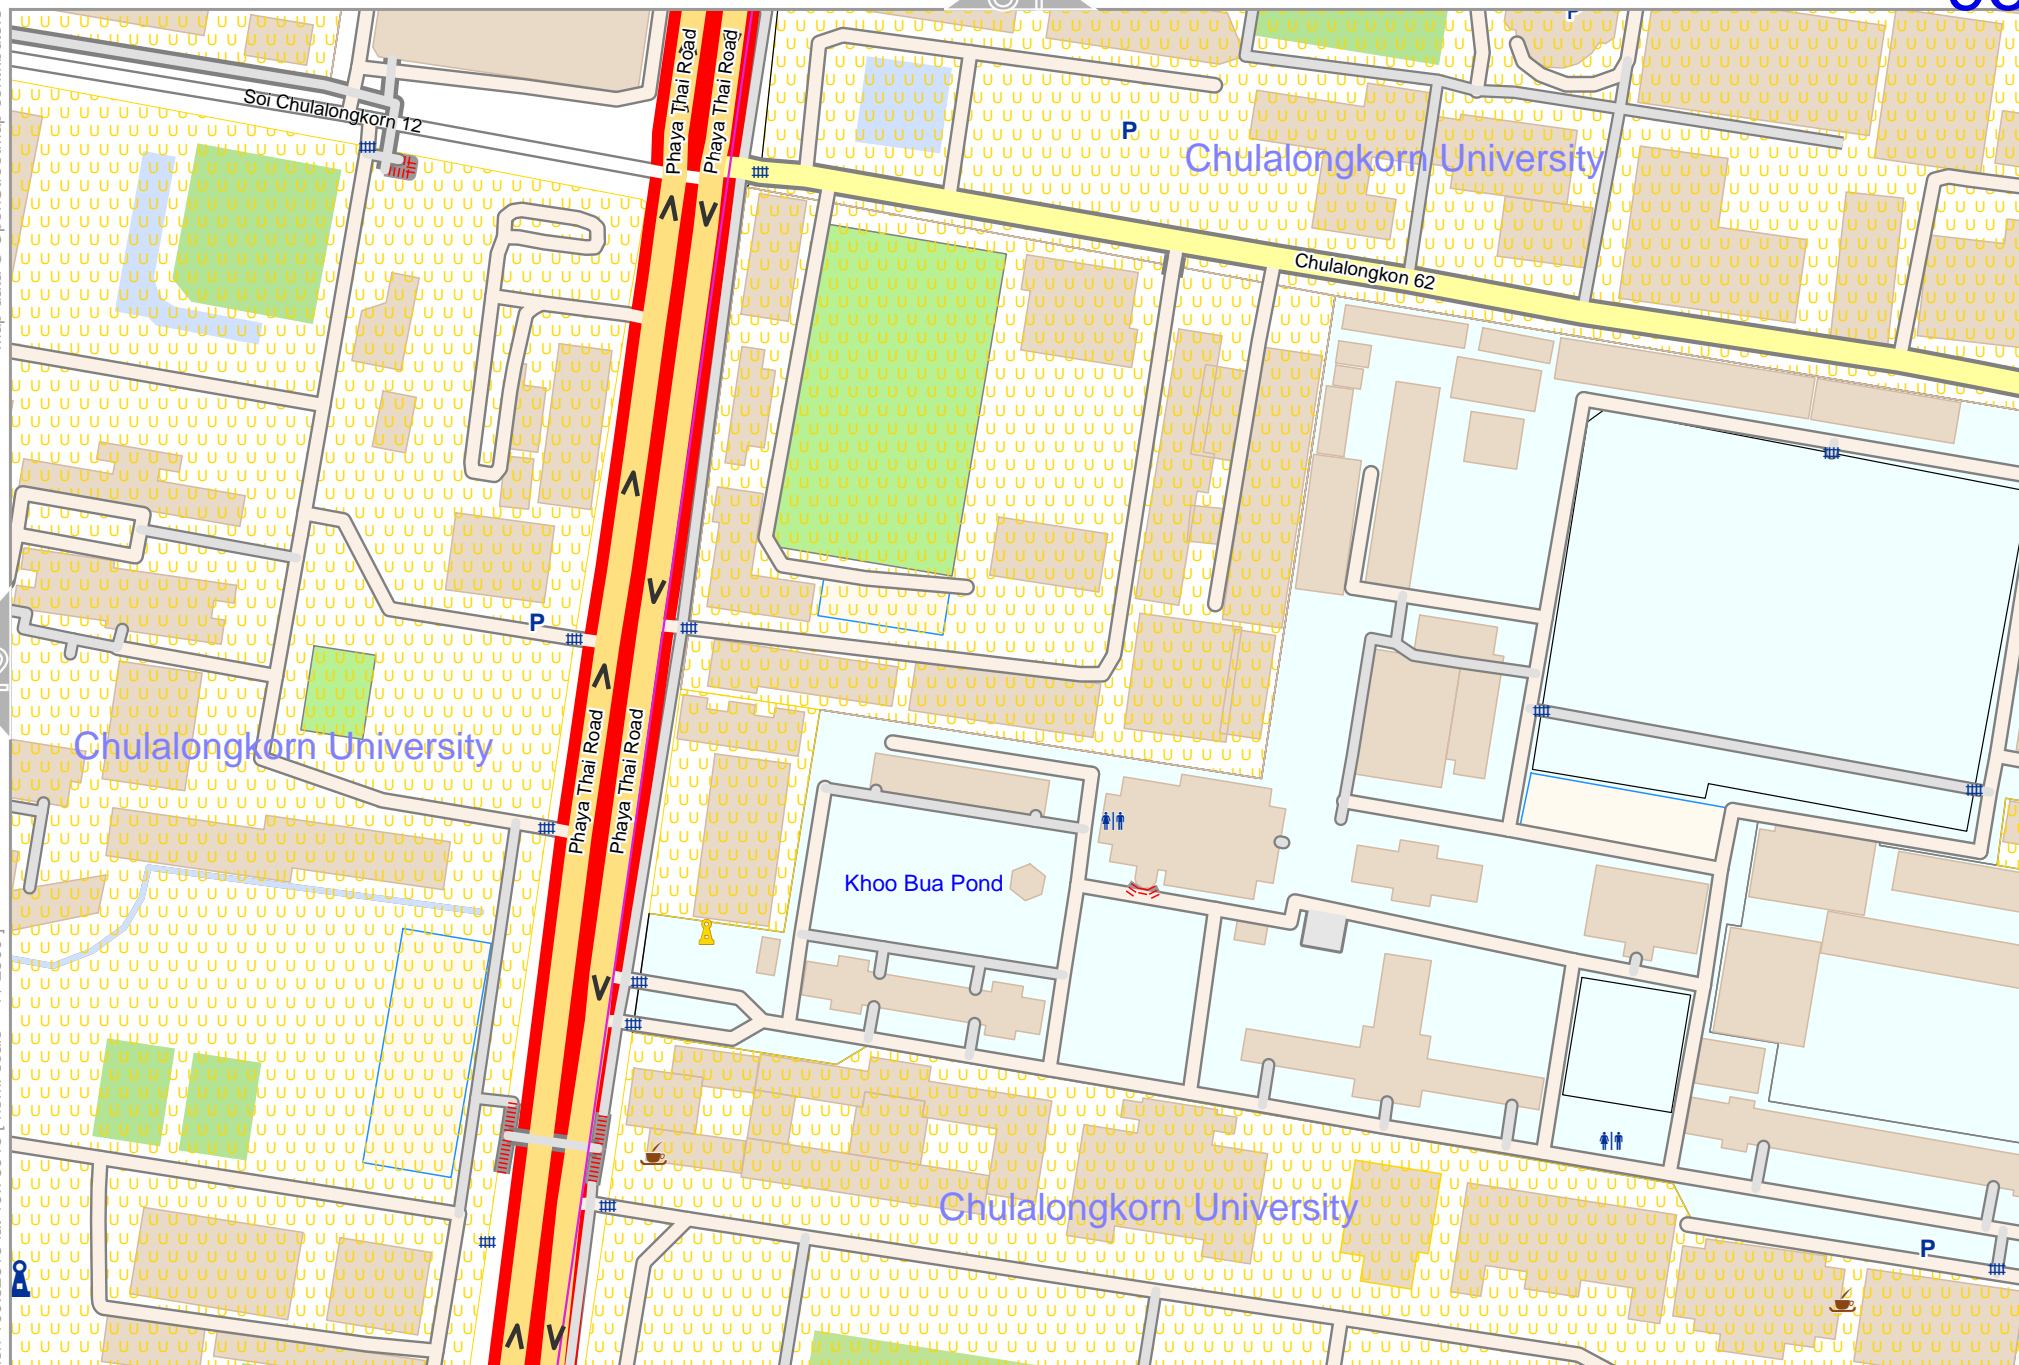 P
Phaya Thai Road
Phaya Thai Road
Soi Chulalongkorn 12
P
Chulalongkorn University
Chulalongkon 62
P
Chulalongkorn University
Phaya Thai Road
Phaya Thai Road
Khoo Bua Pond
Chulalongkorn University
P